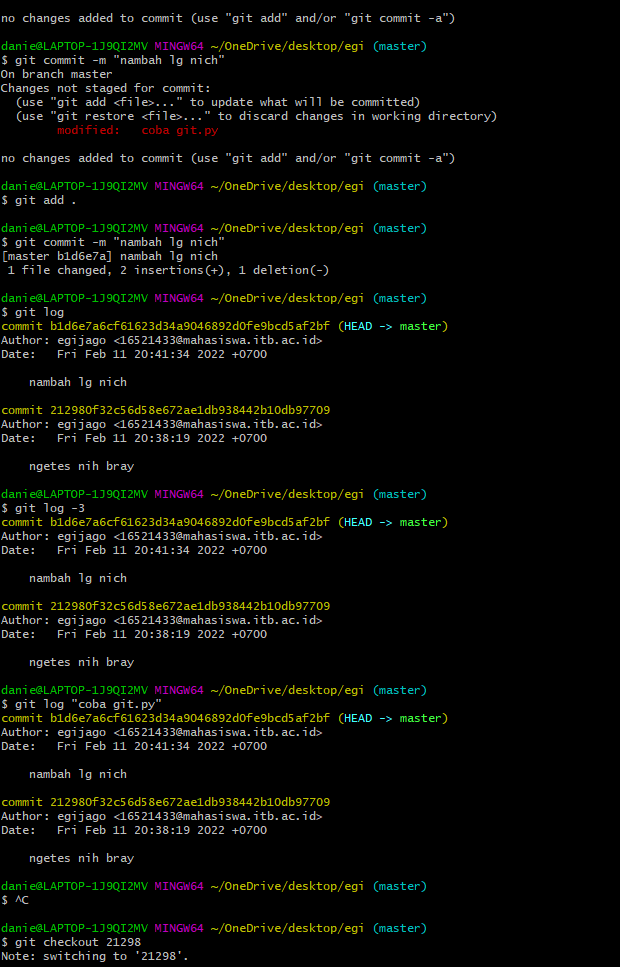 no changes added to commit (use "git add" and/or "git commit -a")
danie@LAPTOP-1J9QI2MV MINGW64 ~/OneDrive/desktop/egi (master)
$ git commit -m "nambah lg nich"
On branch master
Changes not staged for commit:
  (use "git add <file>..." to update what will be committed)
  (use "git restore <file>..." to discard changes in working directory)
        modified:   coba git.py
no changes added to commit (use "git add" and/or "git commit -a")
danie@LAPTOP-1J9QI2MV MINGW64 ~/OneDrive/desktop/egi (master)
$ git add .
danie@LAPTOP-1J9QI2MV MINGW64 ~/OneDrive/desktop/egi (master)
$ git commit -m "nambah lg nich"
[master b1d6e7a] nambah lg nich
 1 file changed, 2 insertions(+), 1 deletion(-)
danie@LAPTOP-1J9QI2MV MINGW64 ~/OneDrive/desktop/egi (master)
$ git log
commit b1d6e7a6cf61623d34a9046892d0fe9bcd5af2bf (HEAD -> master)
Author: egijago <16521433@mahasiswa.itb.ac.id>
Date:   Fri Feb 11 20:41:34 2022 +0700
    nambah lg nich
commit 212980f32c56d58e672ae1db938442b10db97709
Author: egijago <16521433@mahasiswa.itb.ac.id>
Date:   Fri Feb 11 20:38:19 2022 +0700
    ngetes nih bray
danie@LAPTOP-1J9QI2MV MINGW64 ~/OneDrive/desktop/egi (master)
$ git log -3
commit b1d6e7a6cf61623d34a9046892d0fe9bcd5af2bf (HEAD -> master)
Author: egijago <16521433@mahasiswa.itb.ac.id>
Date:   Fri Feb 11 20:41:34 2022 +0700
    nambah lg nich
commit 212980f32c56d58e672ae1db938442b10db97709
Author: egijago <16521433@mahasiswa.itb.ac.id>
Date:   Fri Feb 11 20:38:19 2022 +0700
    ngetes nih bray
danie@LAPTOP-1J9QI2MV MINGW64 ~/OneDrive/desktop/egi (master)
$ git log "coba git.py"
commit b1d6e7a6cf61623d34a9046892d0fe9bcd5af2bf (HEAD -> master)
Author: egijago <16521433@mahasiswa.itb.ac.id>
Date:   Fri Feb 11 20:41:34 2022 +0700
    nambah lg nich
commit 212980f32c56d58e672ae1db938442b10db97709
Author: egijago <16521433@mahasiswa.itb.ac.id>
Date:   Fri Feb 11 20:38:19 2022 +0700
    ngetes nih bray
danie@LAPTOP-1J9QI2MV MINGW64 ~/OneDrive/desktop/egi (master)
$ ^C
danie@LAPTOP-1J9QI2MV MINGW64 ~/OneDrive/desktop/egi (master)
$ git checkout 21298
Note: switching to '21298'.